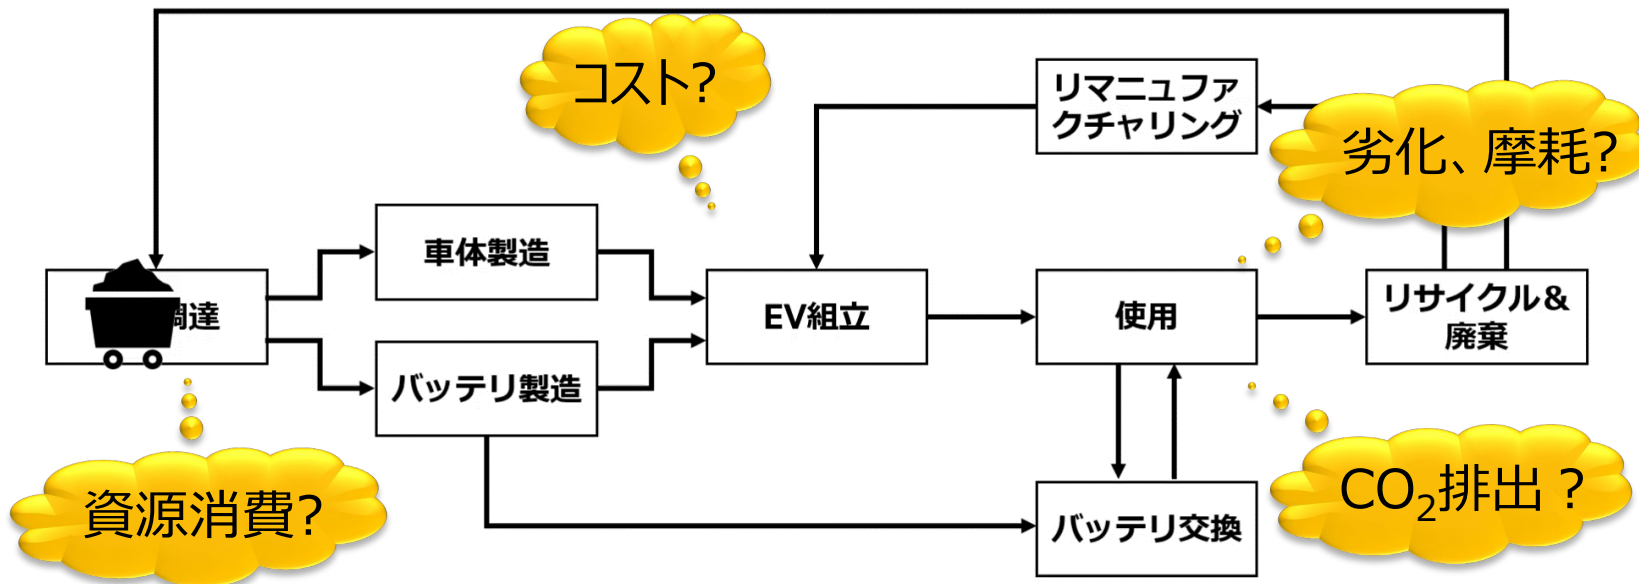 コスト?
リマニュファ
クチャリング
劣化、摩耗?
車体製造
調達
EV組立
使用
リサイクル&
廃棄
バッテリ製造
資源消費?
CO₂排出？
バッテリ交換